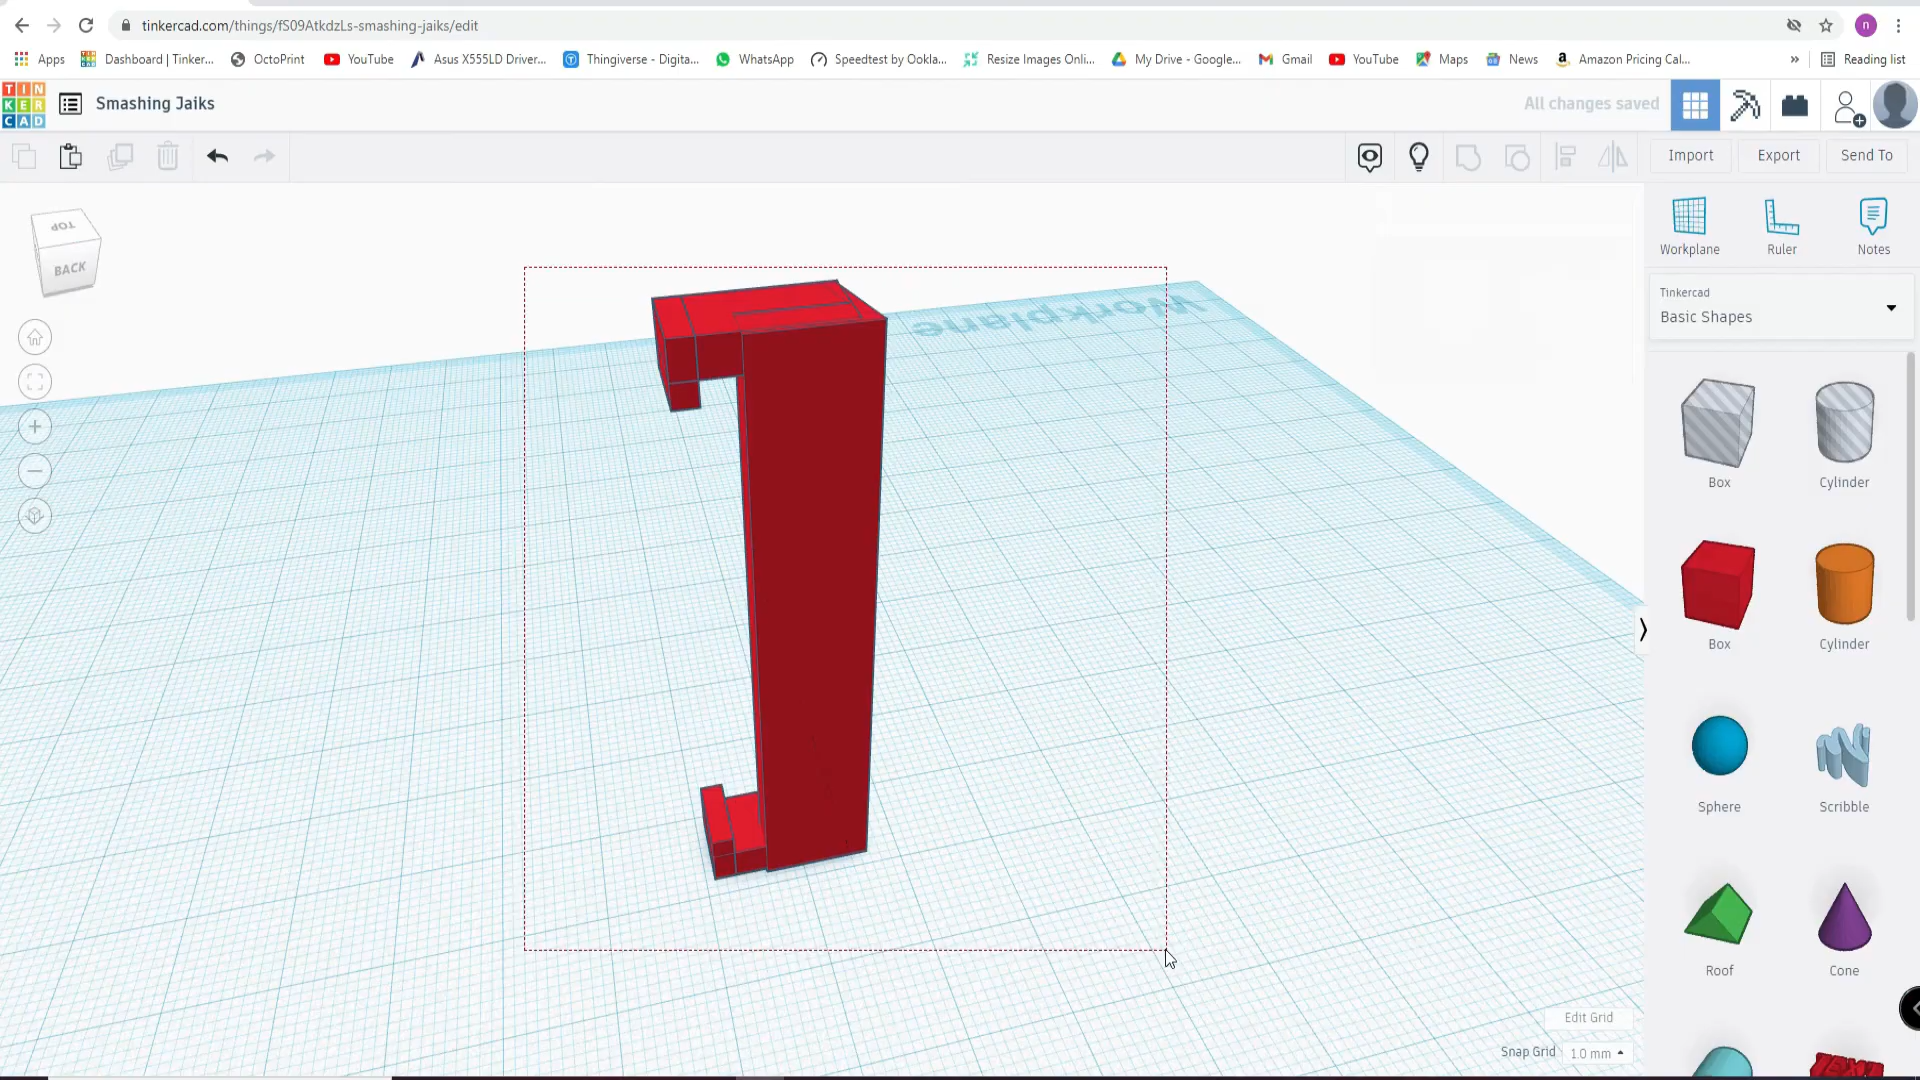 tinkercad.com/things/fS09AtkdzLs-smashing-jaiks/edit
n
Apps
Dashboard | Tinker...
OctoPrint
YouTube
Asus X555LD Driver...
Thingiverse - Digita...
WhatsApp
Speedtest by Ookla...
Resize Images Onli...
My Drive - Google...
Gmail
YouTube
Maps
News
Amazon Pricing Cal...
»
Reading list
TIN
KER
CAD
Smashing Jaiks
All changes saved
Import
Export
Send To
TOP
BACK
Workplane
Ruler
Notes
Tinkercad
Basic Shapes
Workplane
Box
Cylinder
Box
Cylinder
Sphere
Scribble
Roof
Cone
Edit Grid
Snap Grid
1.0 mm